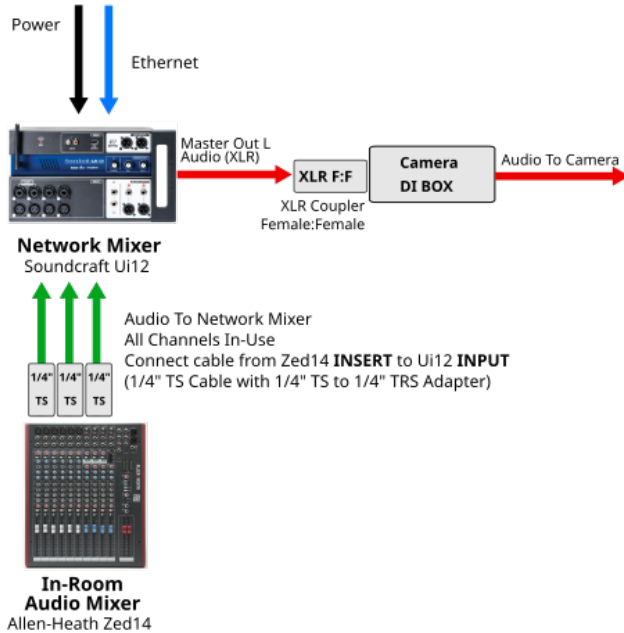 Power
Ethernet
Master Out L
Audio (XLR)
XLR F:F
Camera
DI BOX
Audio To Camera
XLR Coupler
Female:Female
Network Mixer
Soundcraft Ui12
Audio To Network Mixer
All Channels In-Use
Connect cable from Zed14 INSERT to Ui12 INPUT
(1/4" TS Cable with 1/4" TS to 1/4" TRS Adapter)
1/4" 1/4" 1/4"
TS TS TS
In-Room
Audio Mixer
Allen-Heath Zed14